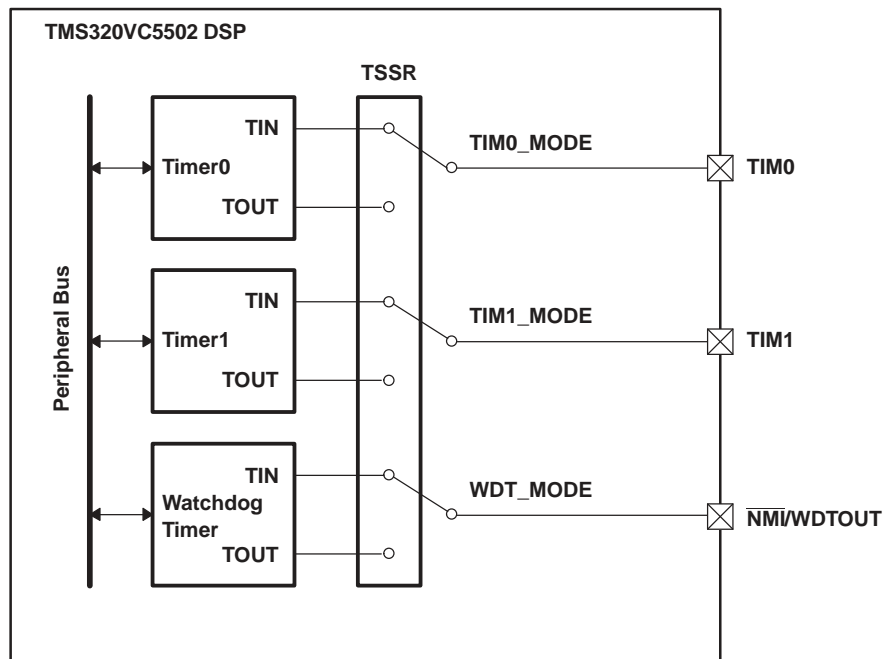 TMS320VC5502 DSP
TSSR
TIN
TIM0_MODE
Timer0
TIM0
TOUT
Peripheral Bus
TIN
TIM1_MODE
Timer1
TIM1
TOUT
TIN
WDT_MODE
Watchdog
Timer
NMI/WDTOUT
TOUT